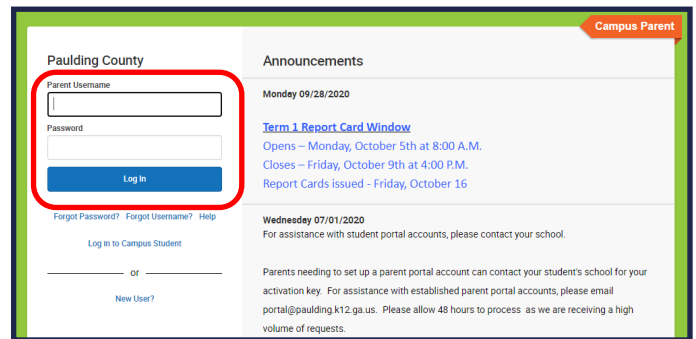 Campus Parent
Paulding County
Parent Username
Password
Log In
Forgot Password? Forgot Username? Help
Log in to Campus Student
or
New User?
Announcements
Monday 09/28/2020
Term 1 Report Card Window
Opens – Monday, October 5th at 8:00 A.M.
Closes – Friday, October 9th at 4:00 P.M.
Report Cards issued - Friday, October 16
Wednesday 07/01/2020
For assistance with student portal accounts, please contact your school.
Parents needing to set up a parent portal account can contact your student's school for your
activation key. For assistance with established parent portal accounts, please email
portal@paulding.k12.ga.us. Please allow 48 hours to process as we are receiving a high
volume of requests.